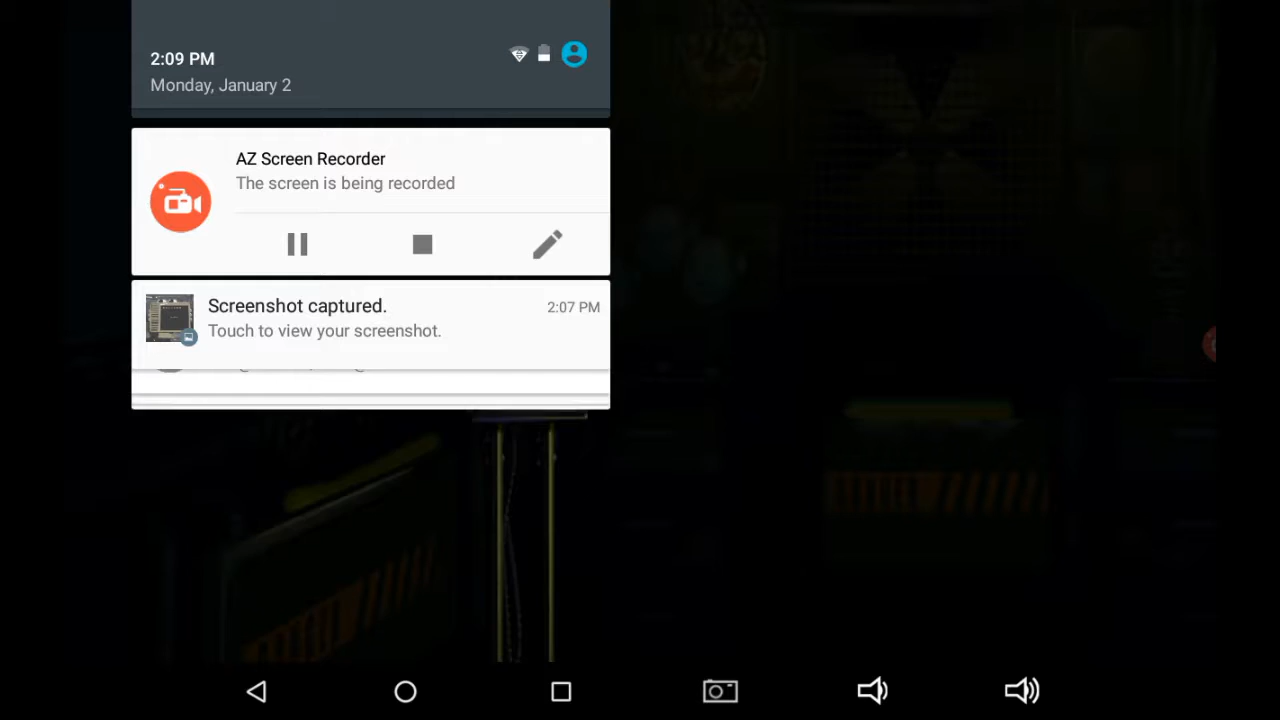 2:09 PM
Monday, January 2
AZ Screen Recorder
The screen is being recorded
Screenshot captured.
2:07 PM
Touch to view your screenshot.